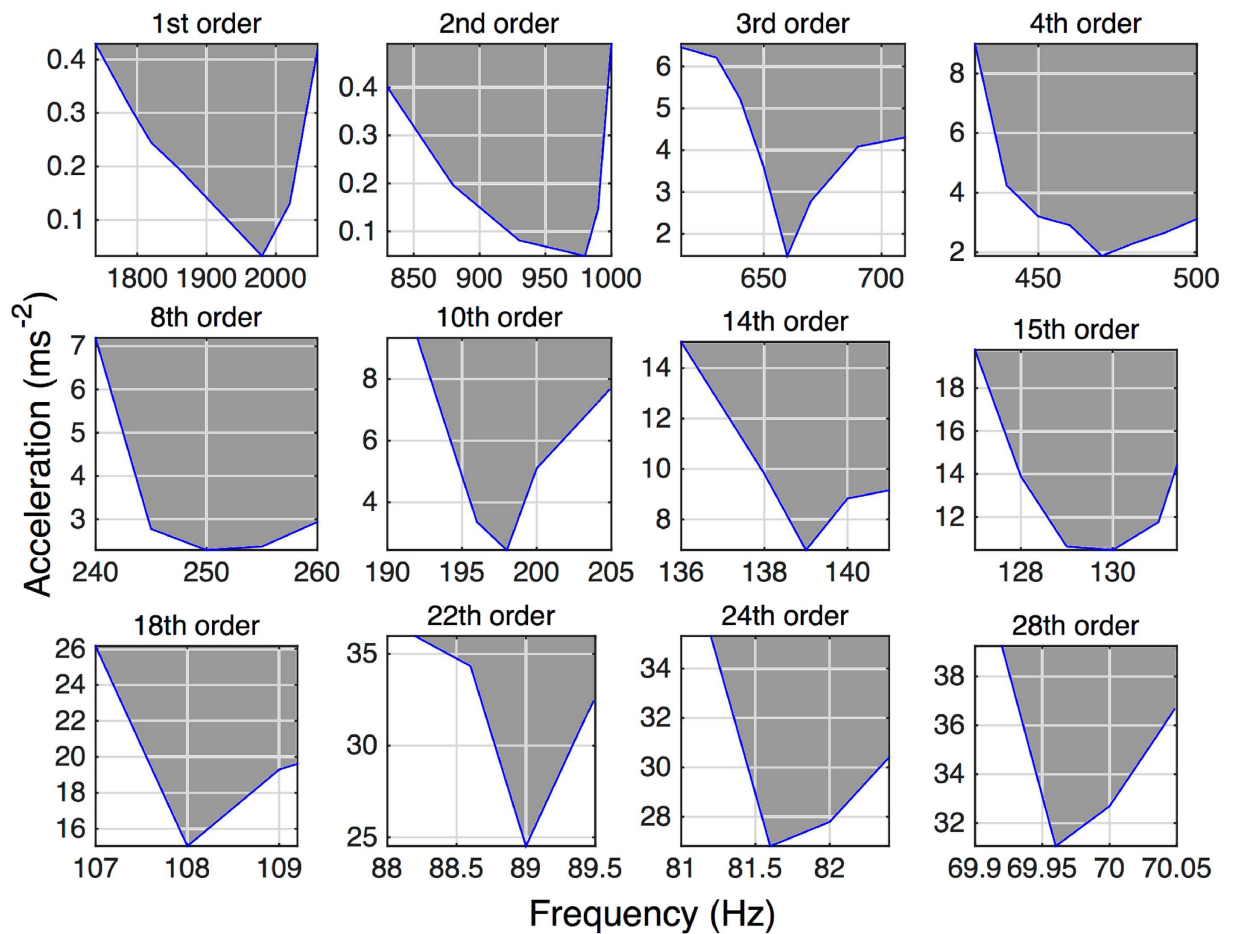 1st order
2nd order
3rd order
4th order
0.4
0.3
0.2
0.1
1800 1900 2000
0.4
0.3
0.2
0.1
850 900 950 1000
6
5
4
3
2
650 700
8
6
4
2
450 500
Acceleration (ms-2)
8th order
10th order
14th order
15th order
7
6
5
4
3
240 250 260
8
6
4
190 195 200 205
14
12
10
8
136 138 140
18
16
14
12
128 130
18th order
22th order
24th order
28th order
26
24
22
20
18
16
107 108 109
35
30
25
88 88.5 89 89.5
34
32
30
28
81 81.5 82
38
36
34
32
69.9 69.95 70 70.05
Frequency (Hz)